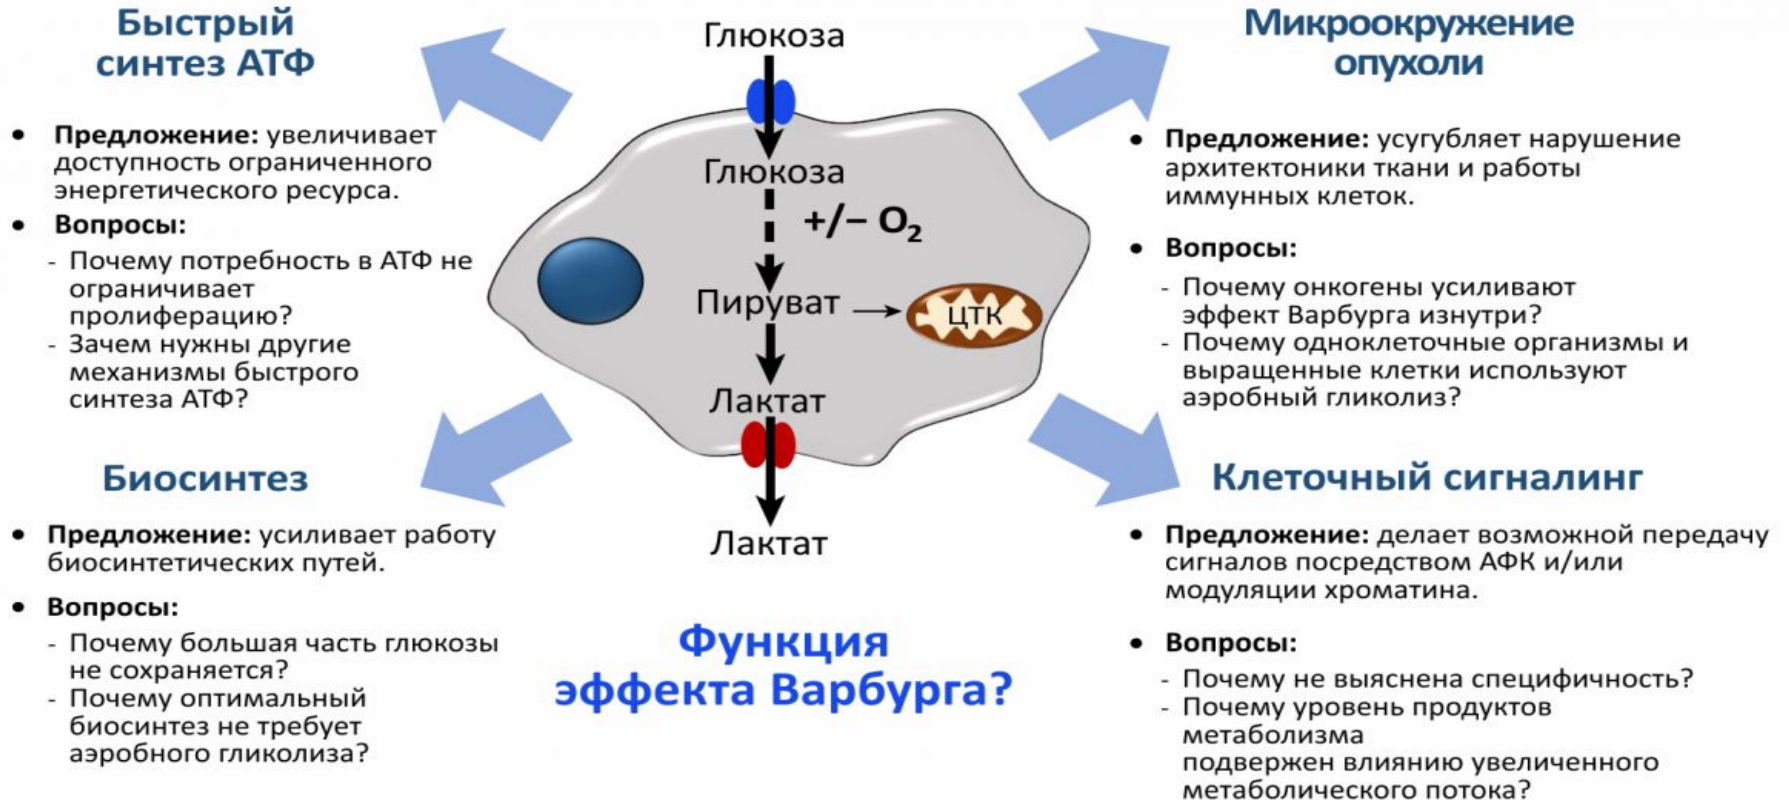 Быстрый
синтез АТФ
• Предложение: увеличивает
доступность ограниченного
энергетического ресурса.
• Вопросы:
- Почему потребность в АТФ не
ограничивает
пролиферацию?
- Зачем нужны другие
механизмы быстрого
синтеза АТФ?
Биосинтез
• Предложение: усиливает работу
биосинтетических путей.
• Вопросы:
- Почему большая часть глюкозы
не сохраняется?
- Почему оптимальный
биосинтез не требует
аэробного гликолиза?
Глюкоза
Глюкоза
+/− O₂
Пируват
ЦТК
Лактат
Лактат
Функция
эффекта Варбурга?
Микроокружение
опухоли
• Предложение: усугубляет нарушение
архитектоники ткани и работы
иммунных клеток.
• Вопросы:
- Почему онкогены усиливают
эффект Варбурга изнутри?
- Почему одноклеточные организмы и
выращенные клетки используют
аэробный гликолиз?
Клеточный сигналинг
• Предложение: делает возможной передачу
сигналов посредством АФК и/или
модуляции хроматина.
• Вопросы:
- Почему не выяснена специфичность?
- Почему уровень продуктов
метаболизма
подвержен влиянию увеличенного
метаболического потока?